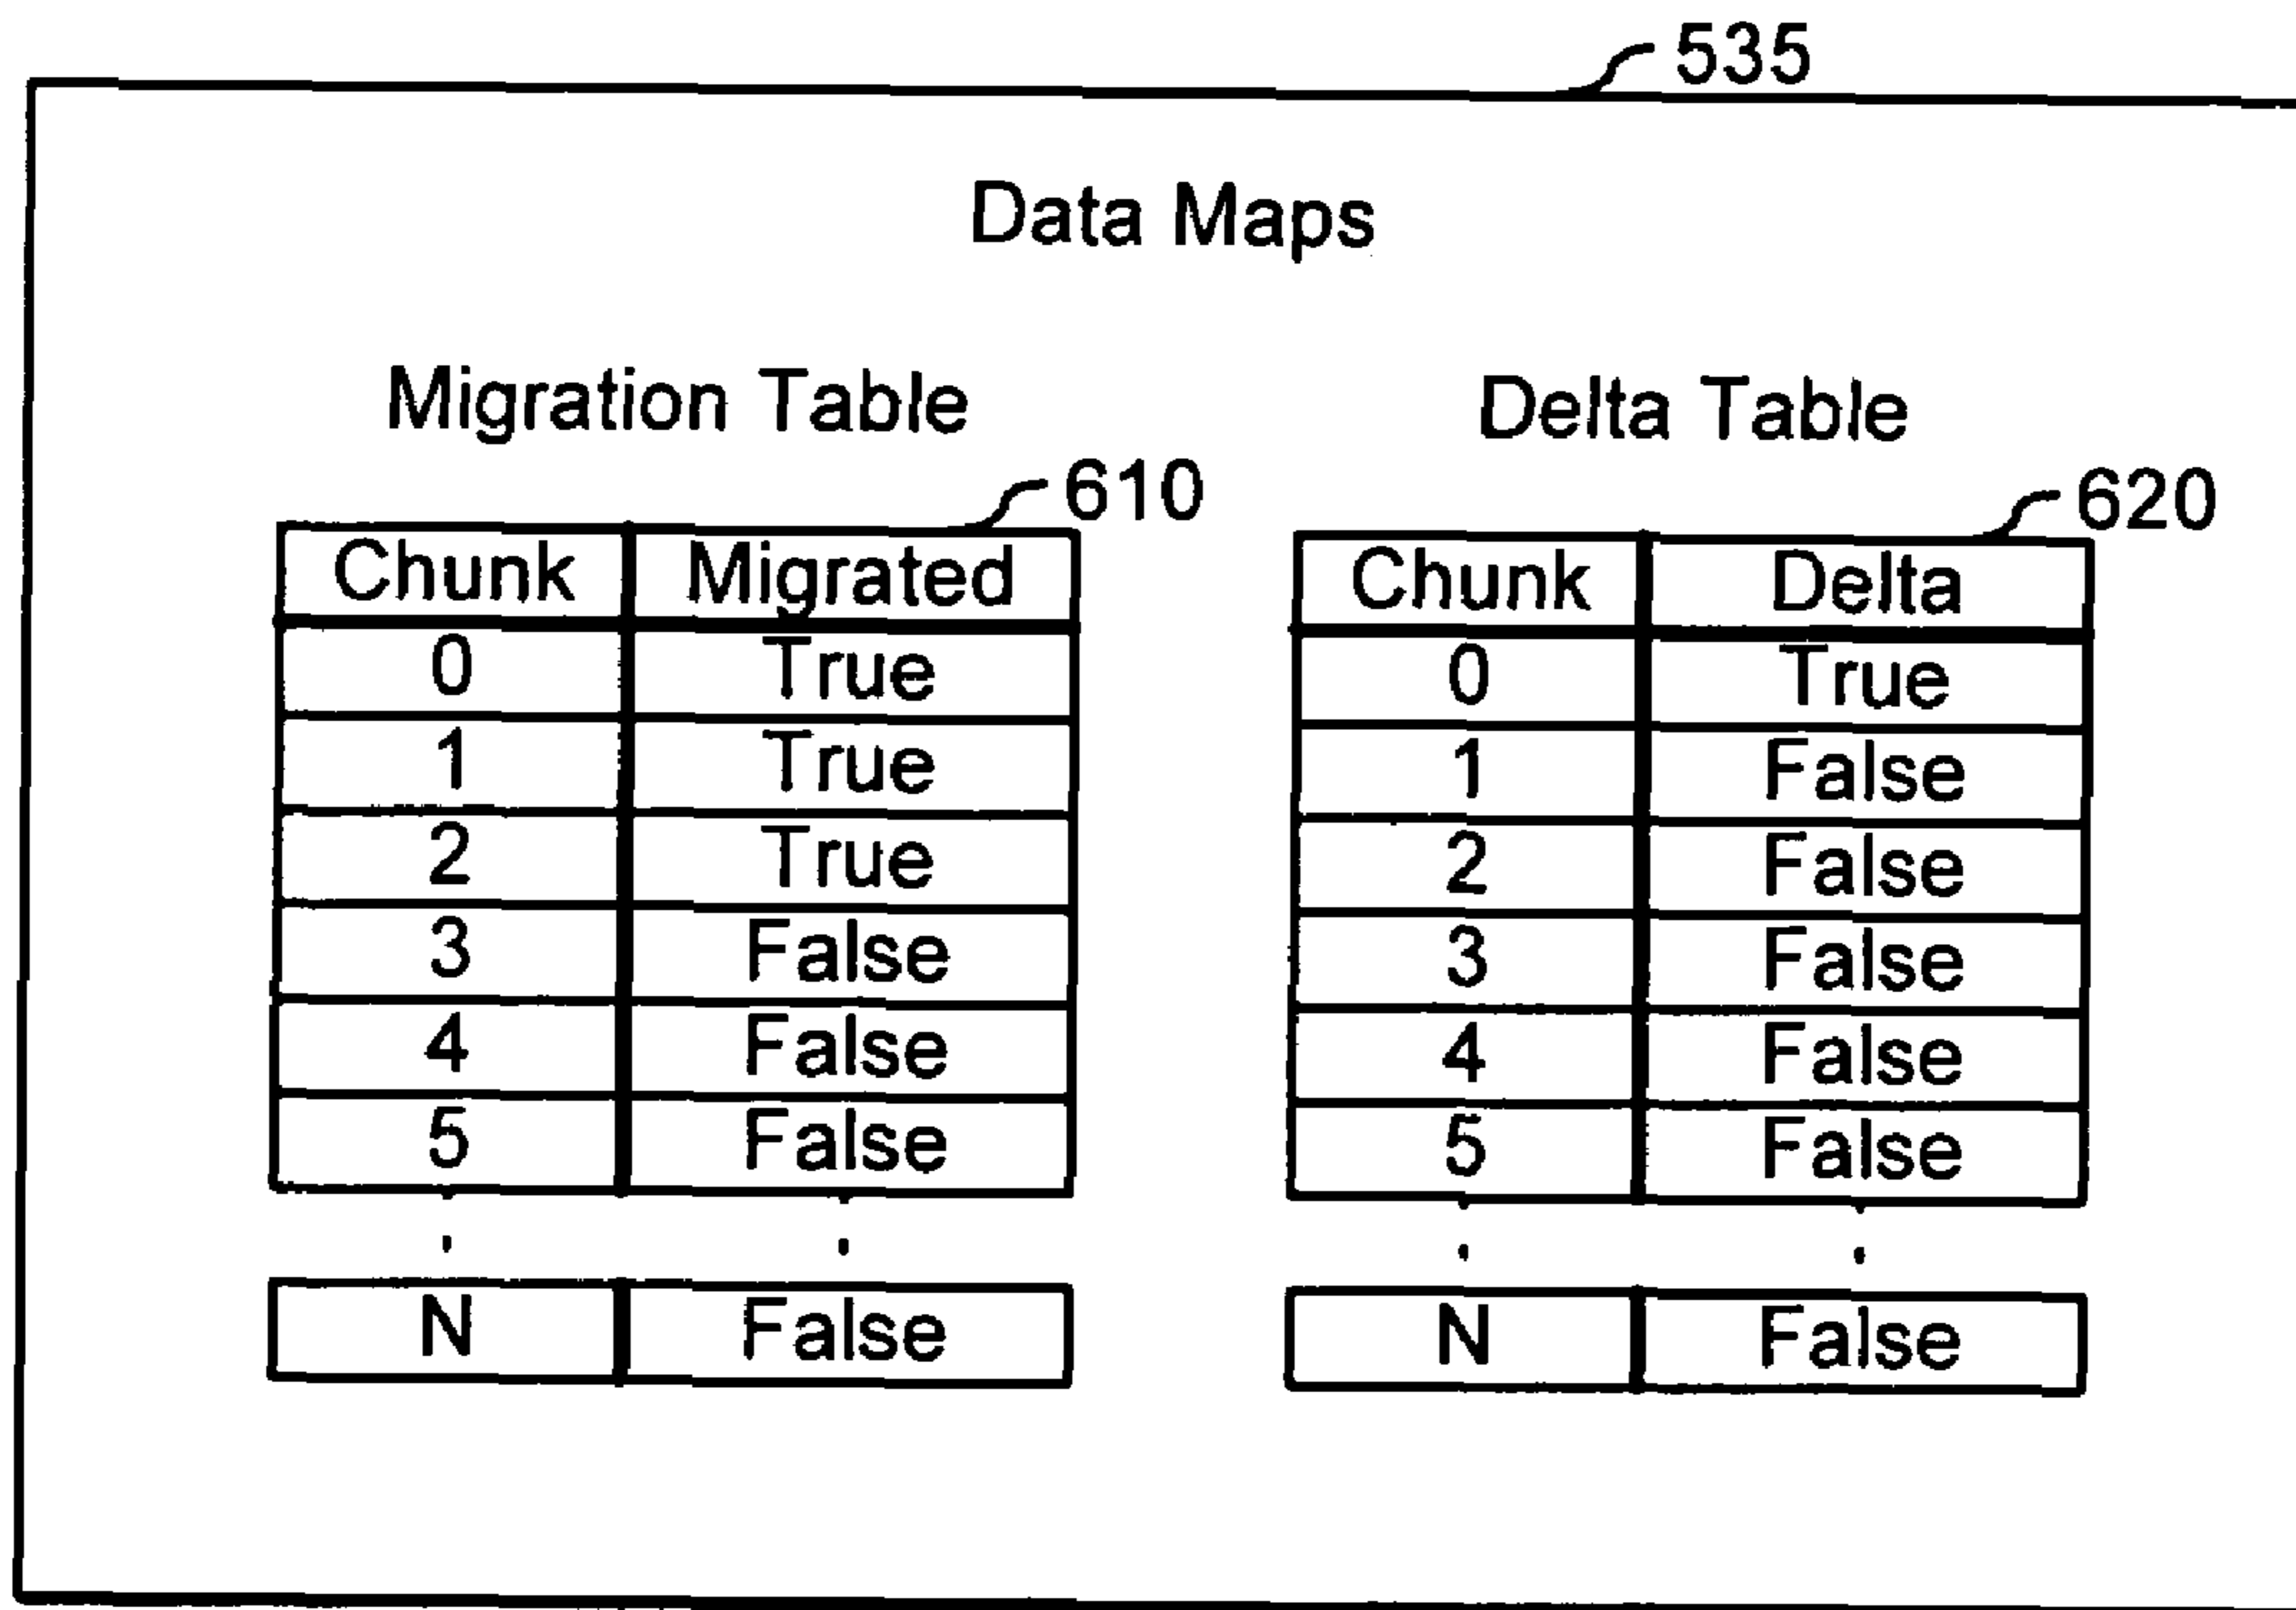 535
Data Maps
Migration Table
610
Chunk Migrated
0 True
1 True
2 True
3 False
4 False
5 False
N False
Delta Table
620
Chunk Delta
0 True
1 False
2 False
3 False
4 False
5 False
N False